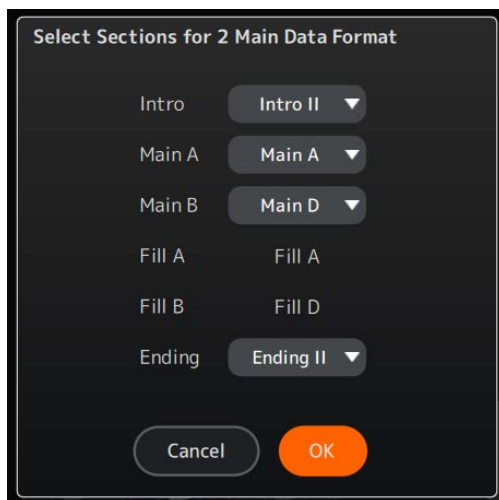 Select Sections for 2 Main Data Format
Intro Intro II
Main A Main A
Main B Main D
Fill A Fill A
Fill B Fill D
Ending Ending II
Cancel OK